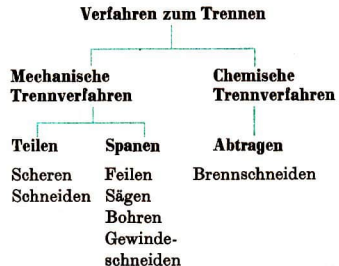 Verfahren zum Trennen
Mechanische
Trennverfahren
Chemische
Trennverfahren
Teilen
Scheren
Schneiden
Spanen
Feilen
Sägen
Bohren
Gewinde-
schneiden
Abtragen
Brennschneiden